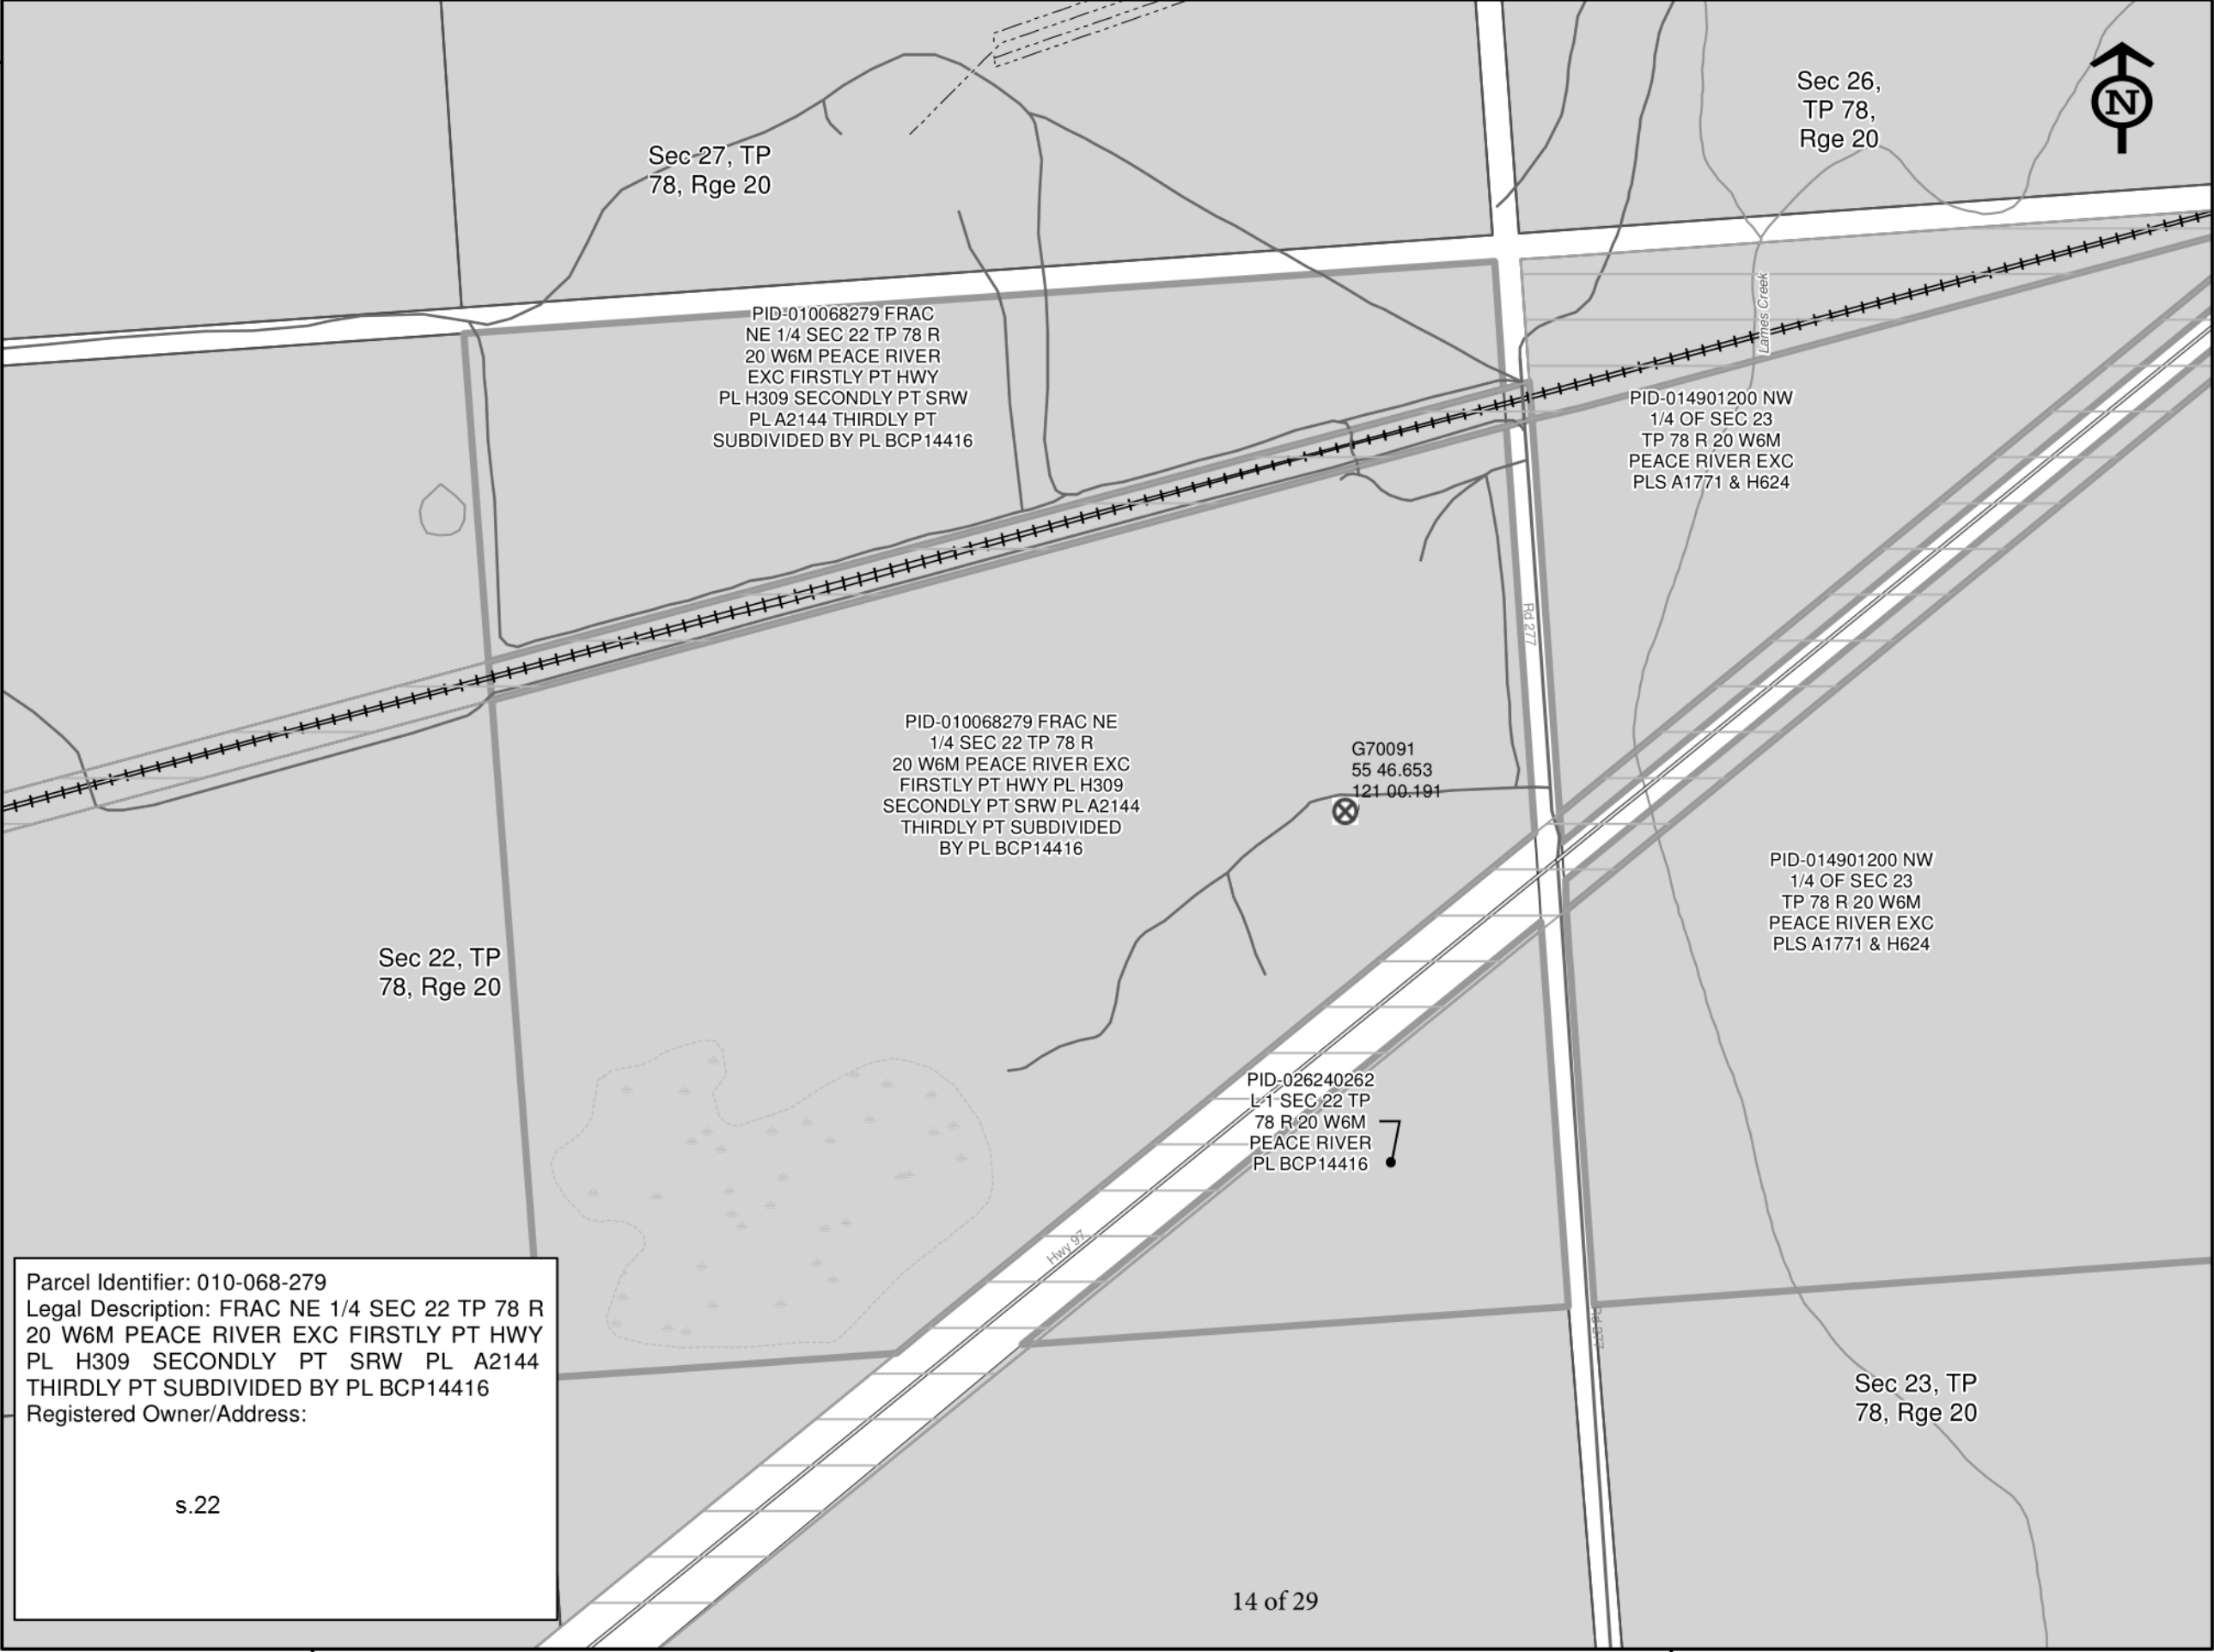 Sec 26,
TP 78,
Rge 20
N
Sec 27, TP
78, Rge 20
PID-010068279 FRAC
NE 1/4 SEC 22 TP 78 R
20 W6M PEACE RIVER
EXC FIRSTLY PT HWY
PL H309 SECONDLY PT SRW
PL A2144 THIRDLY PT
SUBDIVIDED BY PL BCP14416
Lames Creek
PID-014901200 NW
1/4 OF SEC 23
TP 78 R 20 W6M
PEACE RIVER EXC
PLS A1771 & H624
Rd 277
PID-010068279 FRAC NE
1/4 SEC 22 TP 78 R
20 W6M PEACE RIVER EXC
FIRSTLY PT HWY PL H309
SECONDLY PT SRW PL A2144
THIRDLY PT SUBDIVIDED
BY PL BCP14416
G70091
55 46.653
121 00.191
PID-014901200 NW
1/4 OF SEC 23
TP 78 R 20 W6M
PEACE RIVER EXC
PLS A1771 & H624
Sec 22, TP
78, Rge 20
PID-026240262
L 1 SEC 22 TP
78 R 20 W6M
PEACE RIVER
PL BCP14416
Hwy 97
Rd 277
Sec 23, TP
78, Rge 20
Parcel Identifier: 010-068-279
Legal Description: FRAC NE 1/4 SEC 22 TP 78 R
20 W6M PEACE RIVER EXC FIRSTLY PT HWY
PL H309 SECONDLY PT SRW PL A2144
THIRDLY PT SUBDIVIDED BY PL BCP14416
Registered Owner/Address:
s.22
14 of 29